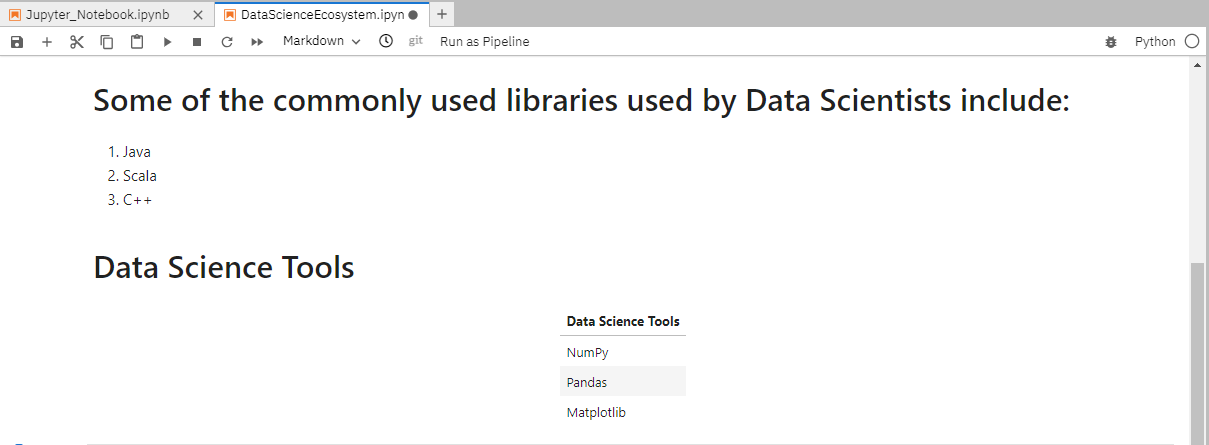 Jupyter_Notebook.ipynb
DataScienceEcosystem.ipyn
Markdown
git
Run as Pipeline
Python
Some of the commonly used libraries used by Data Scientists include:
1. Java
2. Scala
3. C++
Data Science Tools
Data Science Tools
NumPy
Pandas
Matplotlib